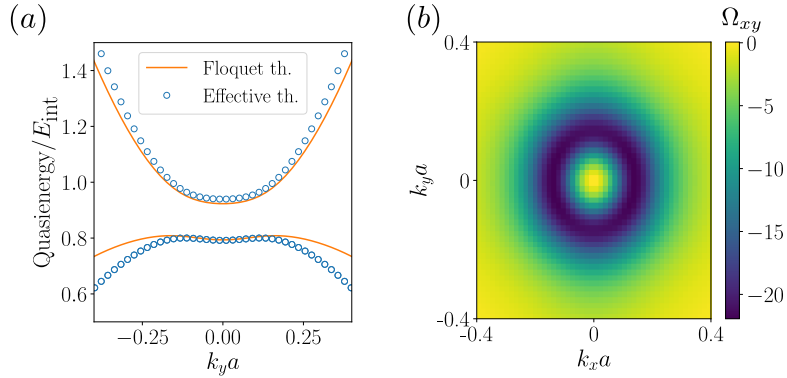 (a)
Quasienergy/E_int
1.4
1.2
1.0
0.8
0.6
Floquet th.
Effective th.
−0.25
0.00
0.25
k_y a
(b)
Ω_xy
k_y a
0.4
0
-0.4
-0.4
0
0.4
k_x a
0
−5
−10
−15
−20